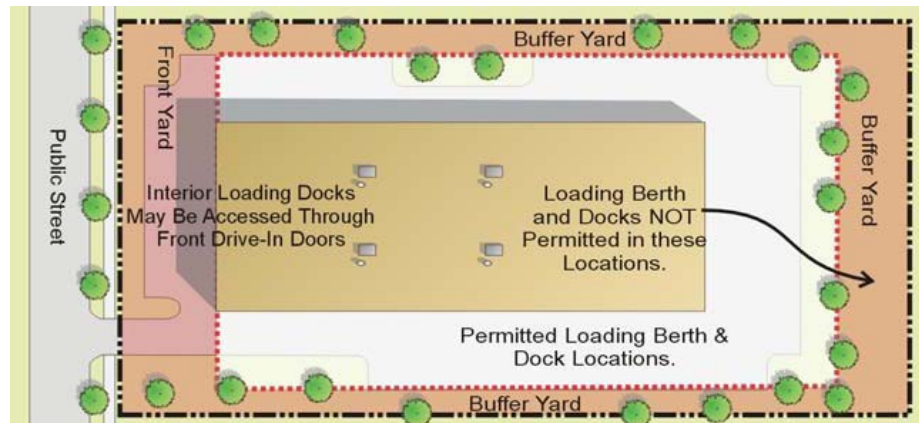 Buffer Yard
Front Yard
Public Street
Interior Loading Docks
May Be Accessed Through
Front Drive-In Doors
Loading Berth
and Docks NOT
Permitted in these
Locations.
Buffer Yard
Permitted Loading Berth &
Dock Locations.
Buffer Yard